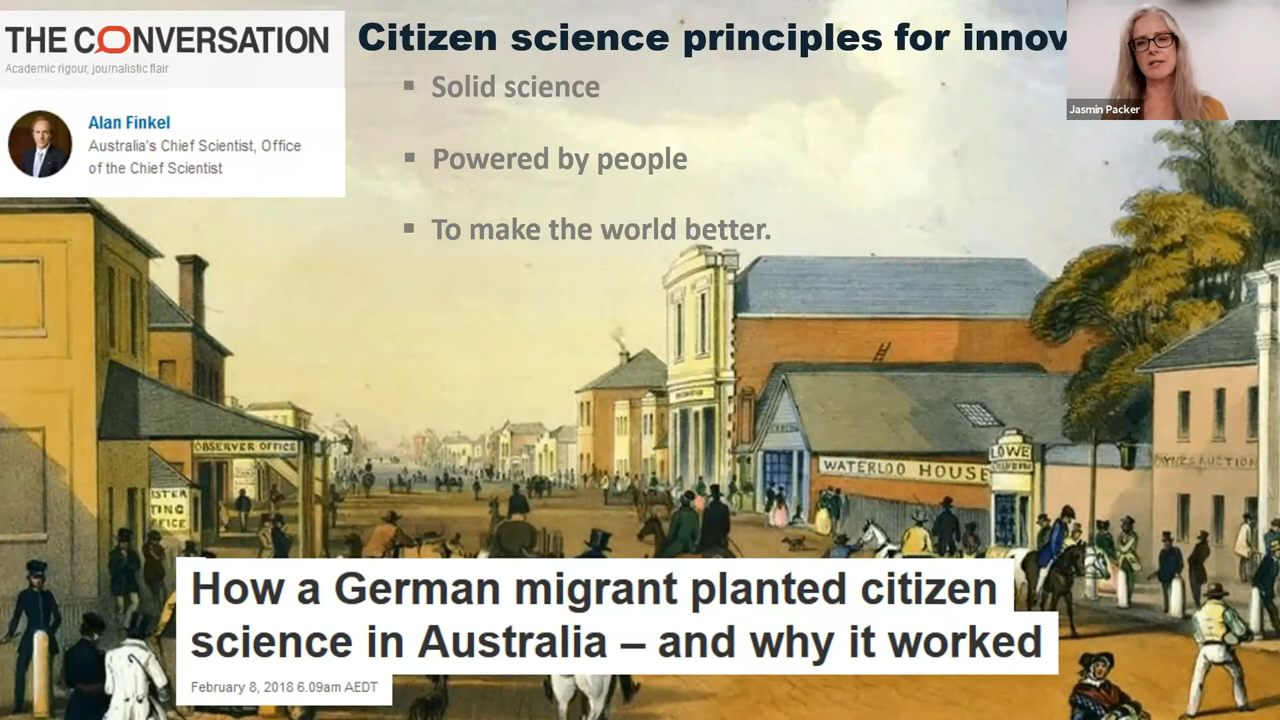 THE CONVERSATION
Academic rigour, journalistic flair
Alan Finkel
Australia's Chief Scientist, Office
of the Chief Scientist
Citizen science principles for innov
▪ Solid science
▪ Powered by people
▪ To make the world better.
Jasmin Packer
OBSERVER OFFICE
WATERLOO HOUSE
LOWE
How a German migrant planted citizen
science in Australia – and why it worked
February 8, 2018 6.09am AEDT